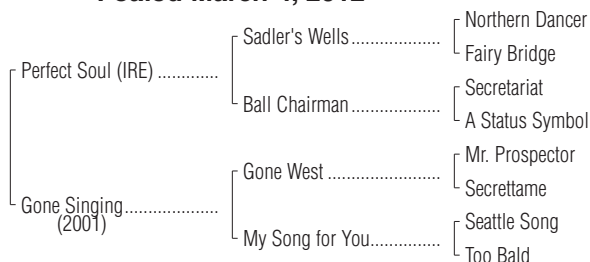 Northern Dancer
Sadler's Wells
Fairy Bridge
Perfect Soul (IRE)
Secretariat
Ball Chairman
A Status Symbol
Mr. Prospector
Gone West
Secrettame
Gone Singing
(2001)
Seattle Song
My Song for You
Too Bald